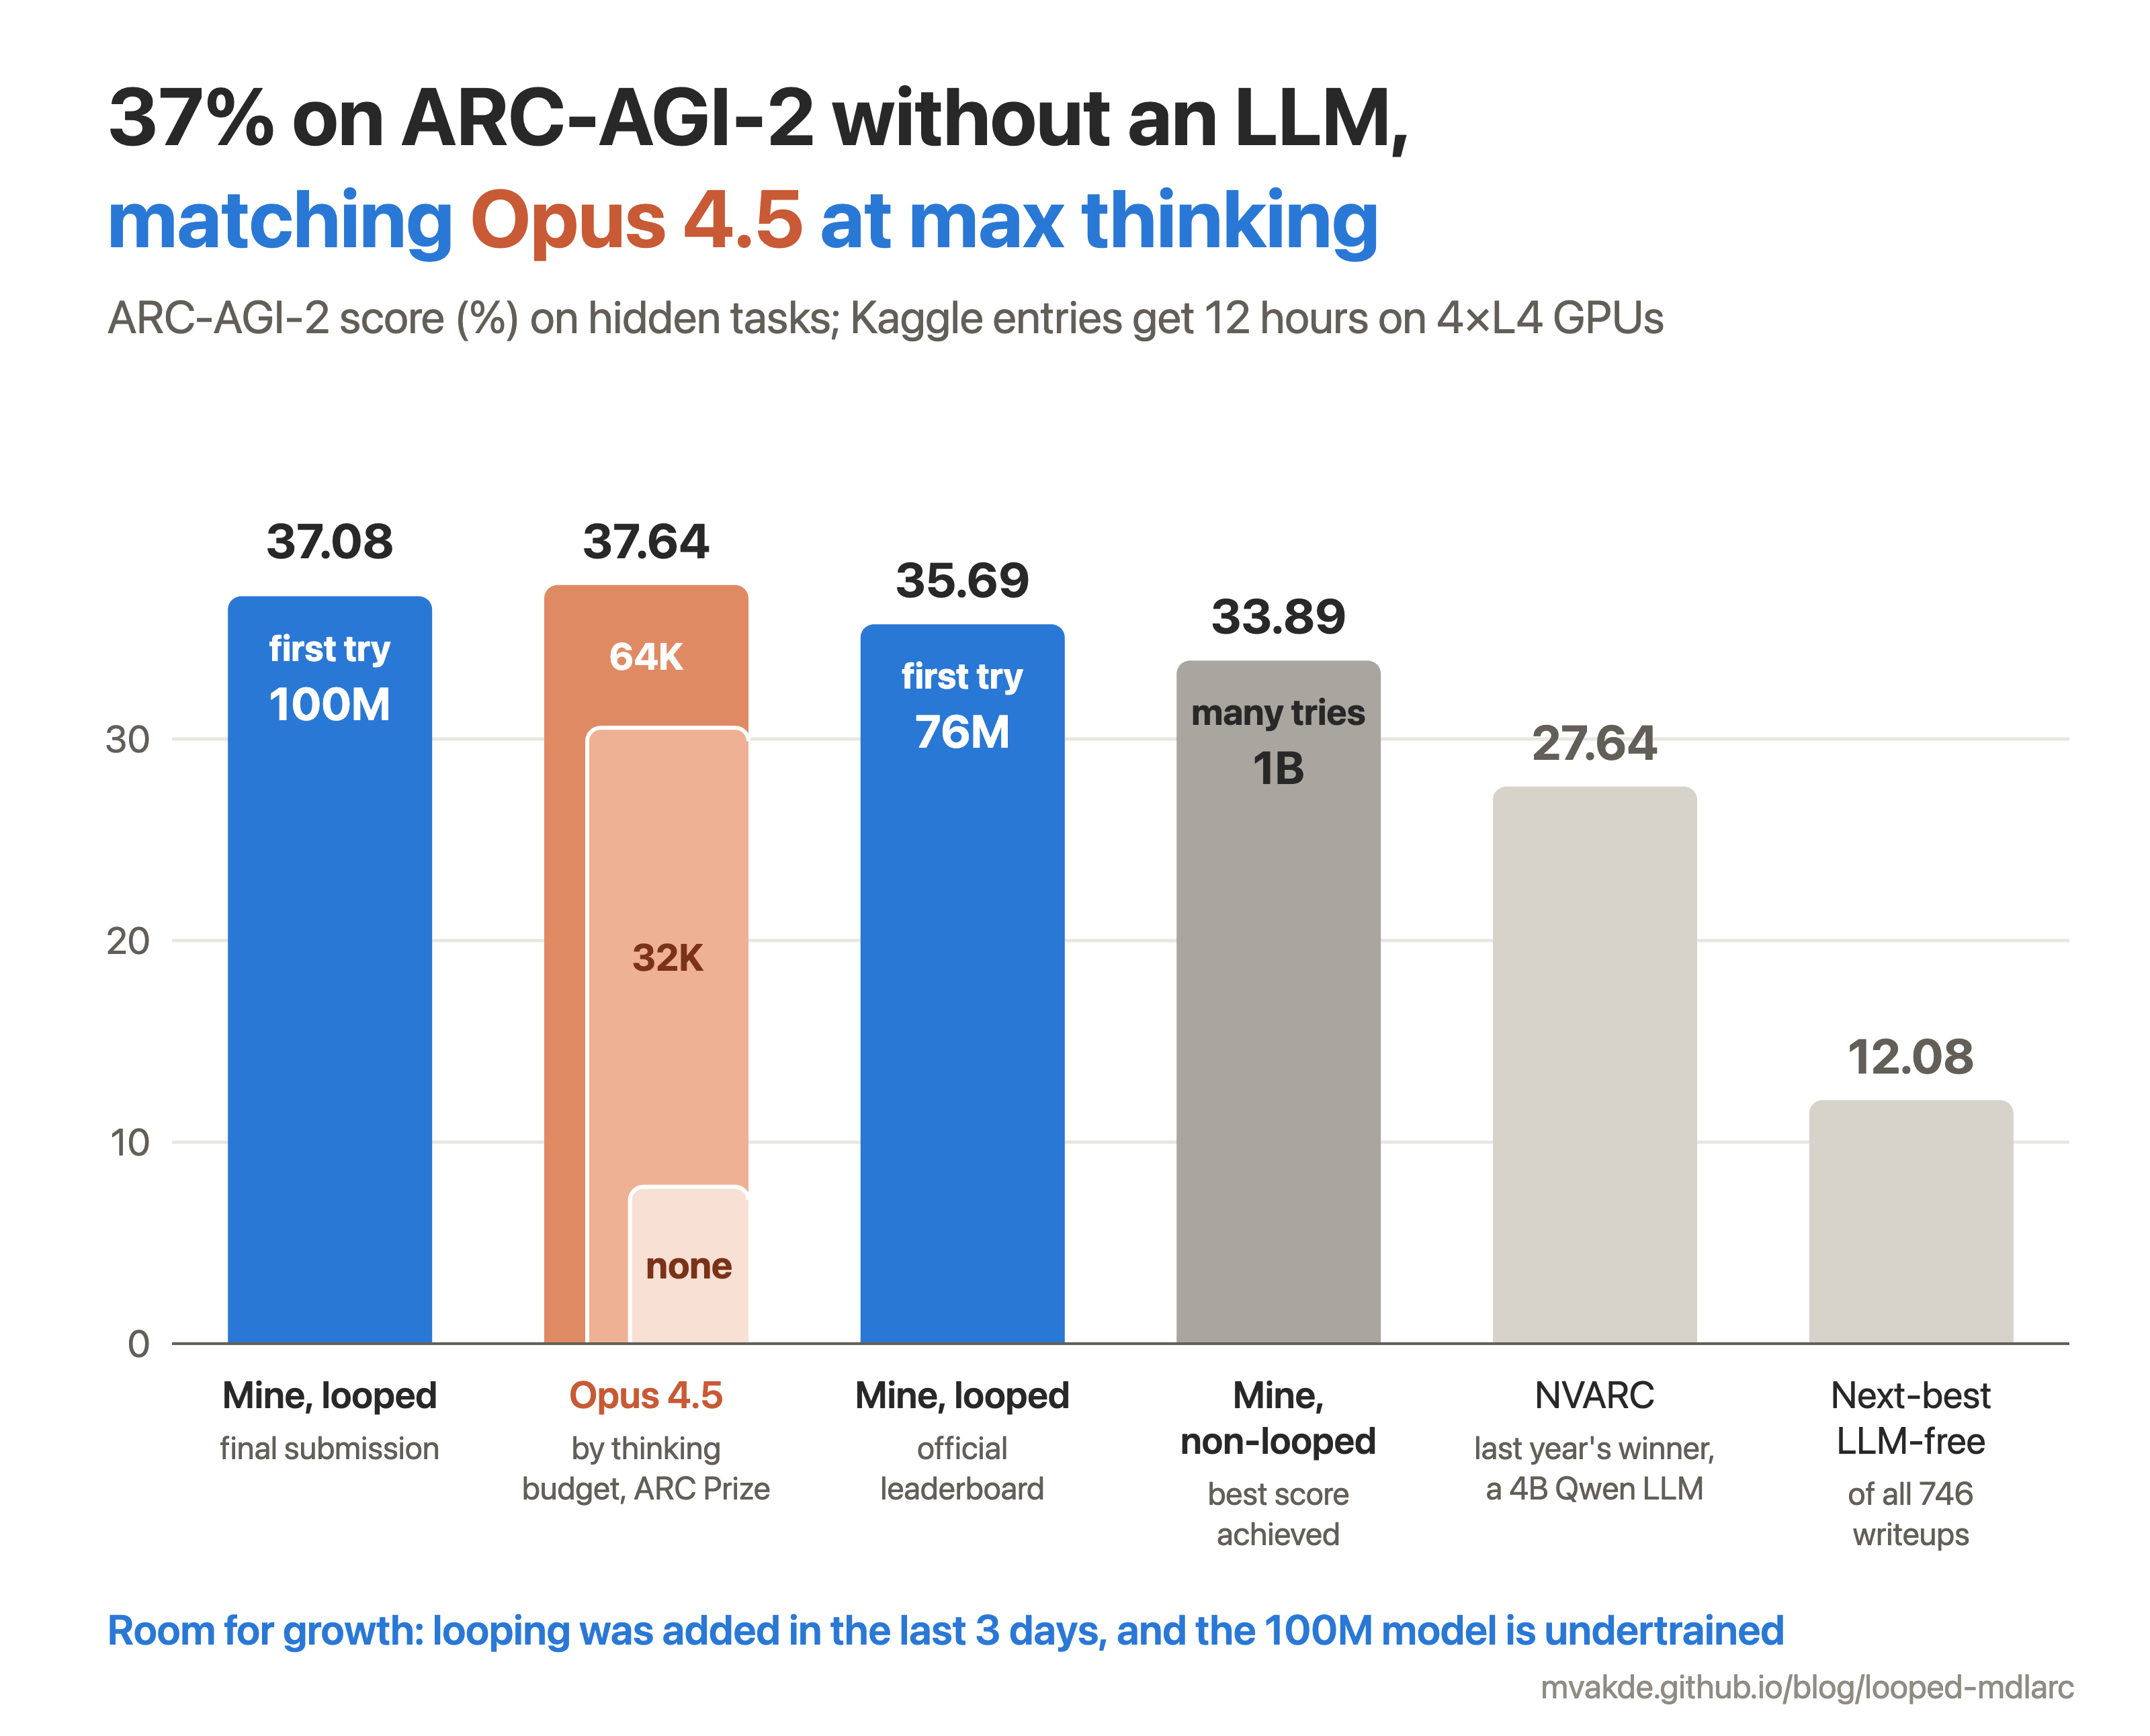 37% on ARC-AGI-2 without an LLM,
matching Opus 4.5 at max thinking
ARC-AGI-2 score (%) on hidden tasks; Kaggle entries get 12 hours on 4×L4 GPUs
37.08
37.64
35.69
33.89
27.64
12.08
first try
100M
64K
32K
none
first try
76M
many tries
1B
30
20
10
0
Mine, looped
final submission
Opus 4.5
by thinking
budget, ARC Prize
Mine, looped
official
leaderboard
Mine,
non-looped
best score
achieved
NVARC
last year's winner,
a 4B Qwen LLM
Next-best
LLM-free
of all 746
writeups
Room for growth: looping was added in the last 3 days, and the 100M model is undertrained
mvakde.github.io/blog/looped-mdlarc